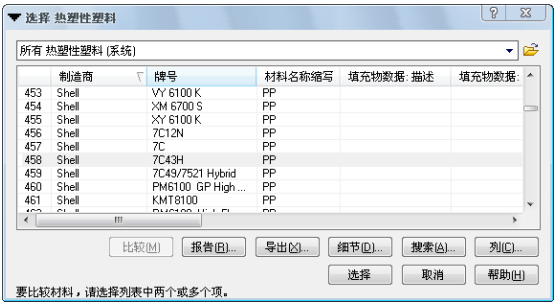 选择 热塑性塑料
所有 热塑性塑料 (系统)
制造商 牌号 材料名称缩写 填充物数据: 描述 填充物数据:
453 Shell VY 6100 K PP
454 Shell XM 6700 S PP
455 Shell XY 6100 K PP
456 Shell 7C12N PP
457 Shell 7C PP
458 Shell 7C43H PP
459 Shell 7C49/7521 Hybrid PP
460 Shell PM6100 GP High ... PP
461 Shell KMT8100 PP
比较(M) 报告(R)... 导出(X)... 细节(D)... 搜索(A)... 列(C)...
选择 取消 帮助(H)
要比较材料，请选择列表中两个或多个项。